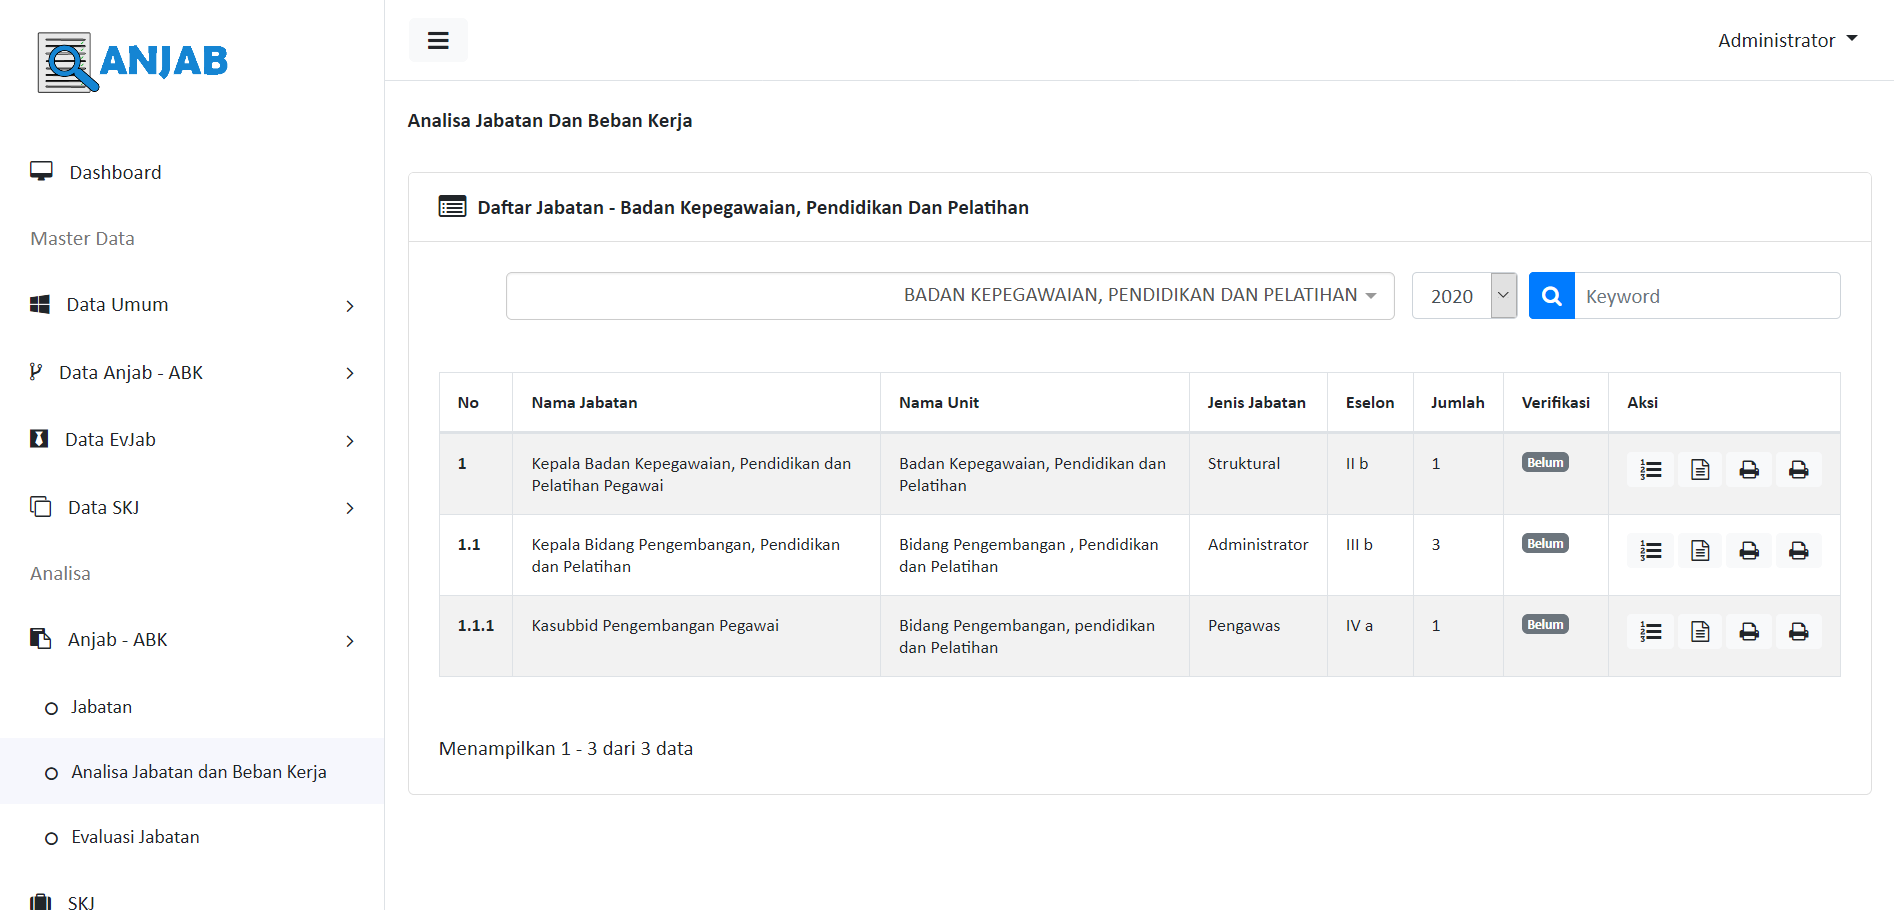 ANJAB
Administrator
Analisa Jabatan Dan Beban Kerja
Dashboard
Master Data
Data Umum
Data Anjab - ABK
Data EvJab
Data SKJ
Analisa
Anjab - ABK
Jabatan
Analisa Jabatan dan Beban Kerja
Evaluasi Jabatan
SKJ
Daftar Jabatan - Badan Kepegawaian, Pendidikan Dan Pelatihan
BADAN KEPEGAWAIAN, PENDIDIKAN DAN PELATIHAN 2020 Keyword
No Nama Jabatan Nama Unit Jenis Jabatan Eselon Jumlah Verifikasi Aksi
1 Kepala Badan Kepegawaian, Pendidikan dan Badan Kepegawaian, Pendidikan dan Struktural II b 1 Belum
Pelatihan Pegawai Pelatihan
1.1 Kepala Bidang Pengembangan, Pendidikan Bidang Pengembangan , Pendidikan Administrator III b 3 Belum
dan Pelatihan dan Pelatihan
1.1.1 Kasubbid Pengembangan Pegawai Bidang Pengembangan, pendidikan Pengawas IV a 1 Belum
dan Pelatihan
Menampilkan 1 - 3 dari 3 data